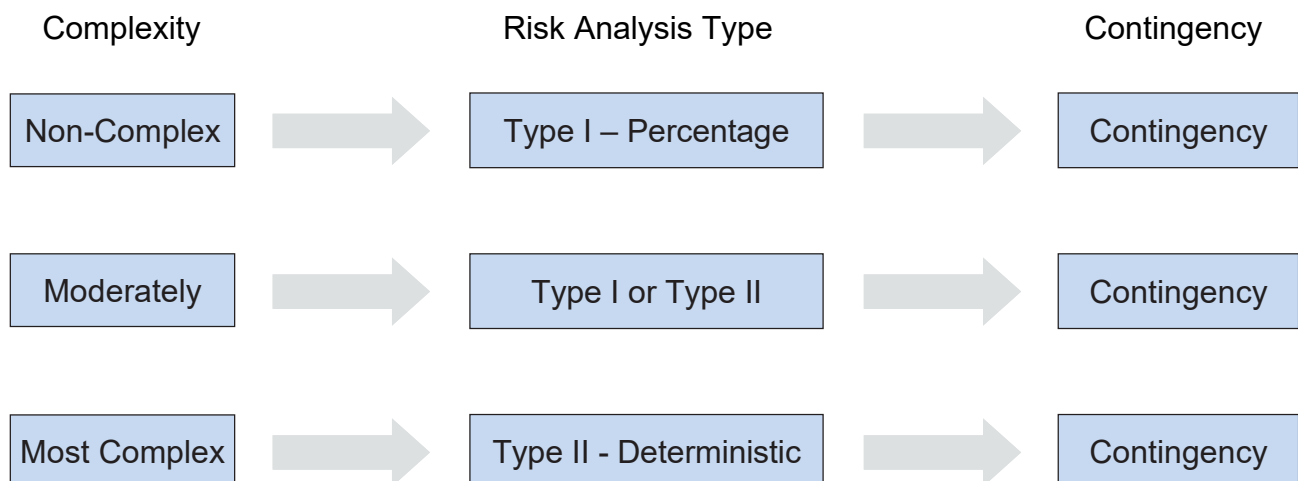 Complexity Risk Analysis Type Contingency
Non-Complex Type I – Percentage Contingency
Moderately Type I or Type II Contingency
Most Complex Type II - Deterministic Contingency